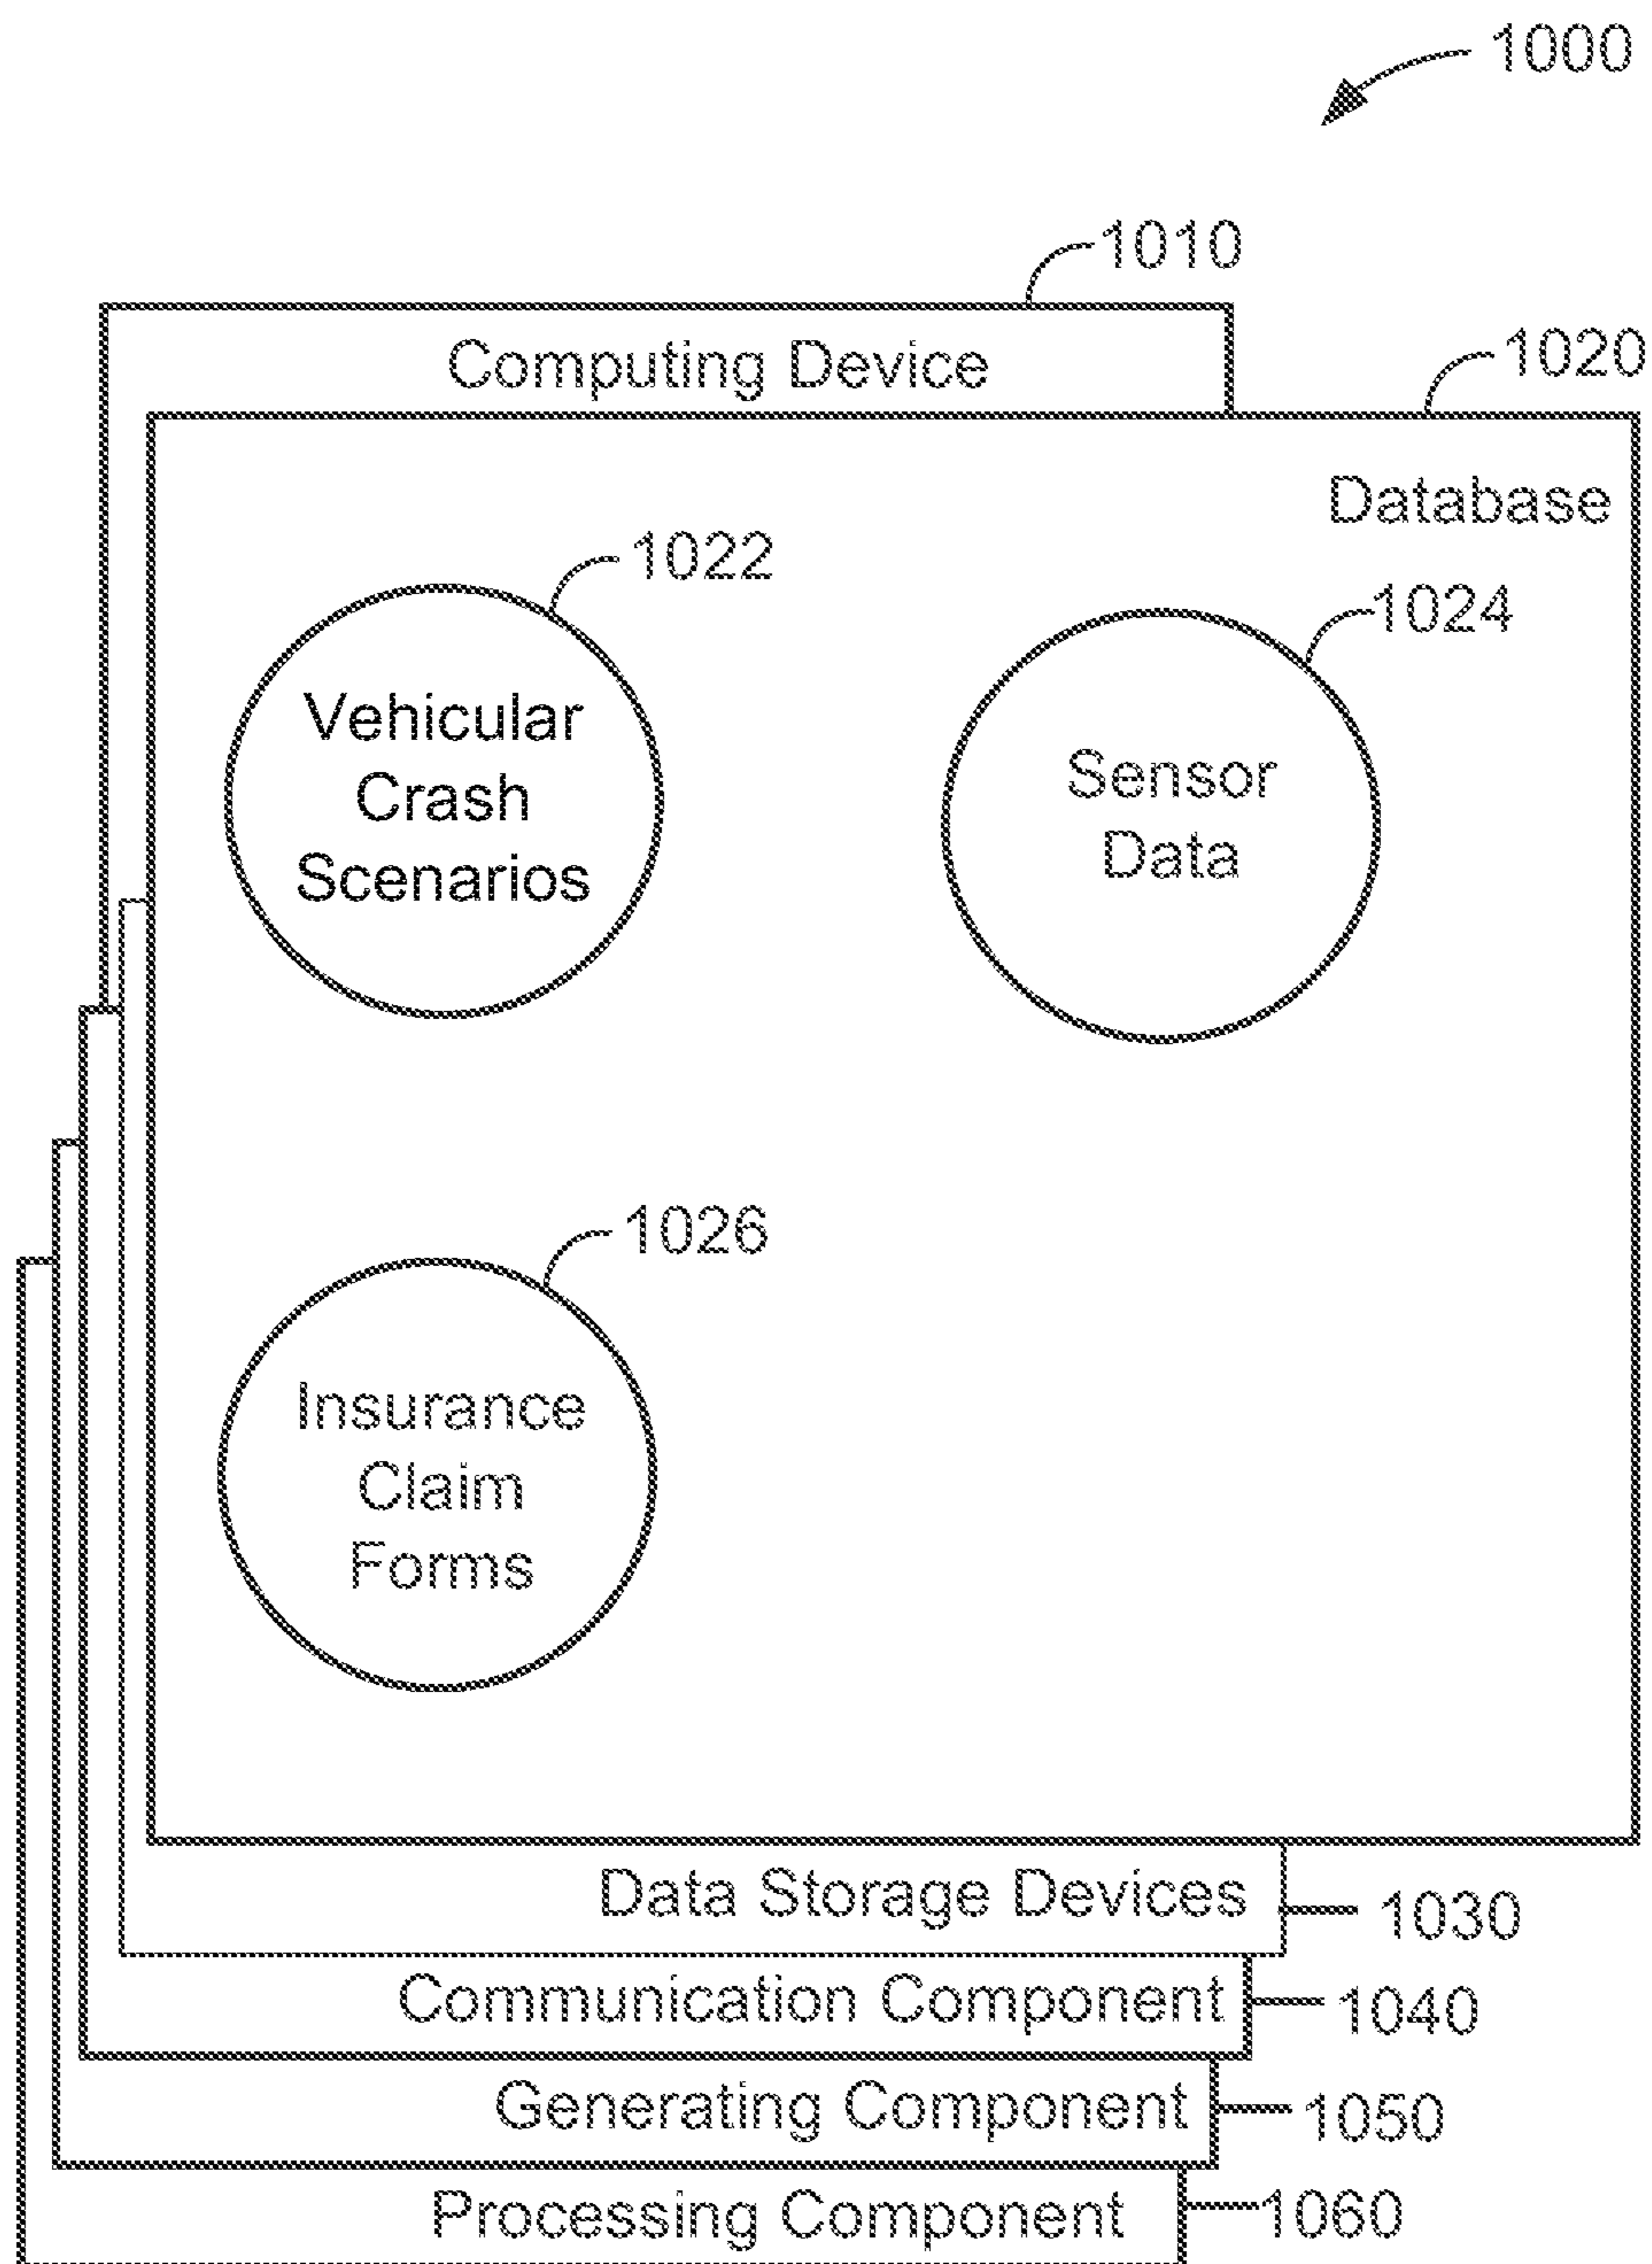 1000
1010
Computing Device
1020
Database
1022
1024
Vehicular
Crash
Scenarios
Sensor
Data
1026
Insurance
Claim
Forms
Data Storage Devices
1030
Communication Component
1040
Generating Component
1050
Processing Component
1060